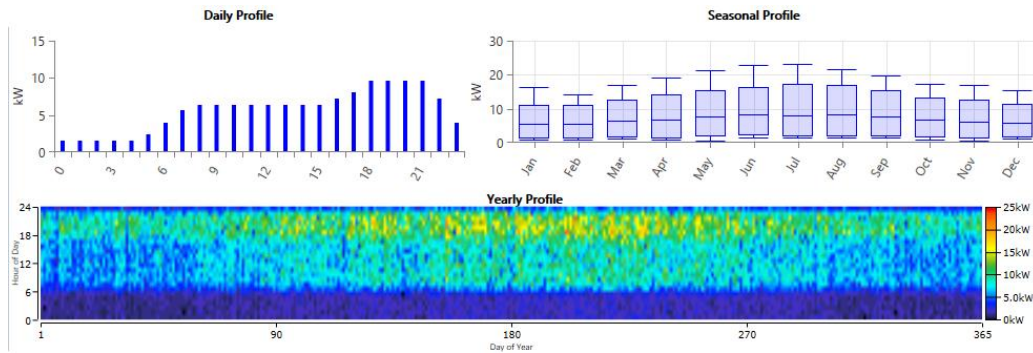 Daily Profile
15
10
5
0
kW
0
3
6
9
12
15
18
21
Seasonal Profile
30
20
10
0
kW
Jan
Feb
Mar
Apr
May
Jun
Jul
Aug
Sep
Oct
Nov
Dec
Yearly Profile
24
18
12
6
0
Hour of Day
1
90
180
270
365
Day of Year
25kW
20kW
15kW
10kW
5.0kW
0kW